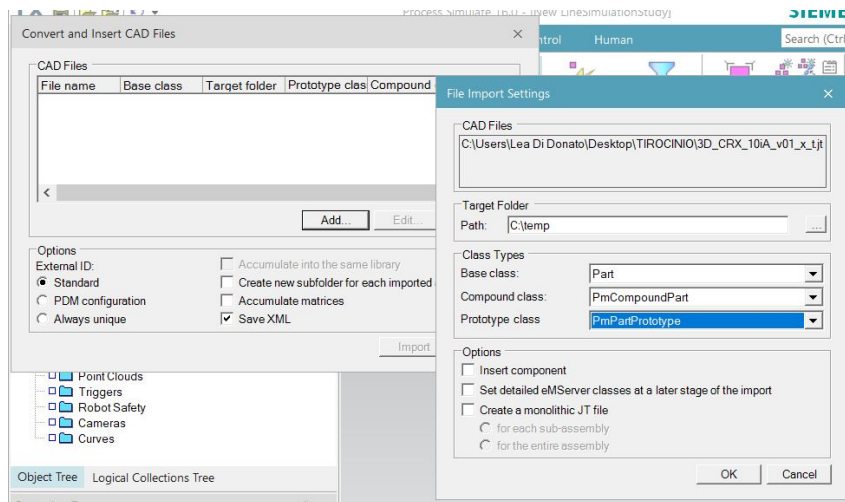 Process Simulate 16.0 - [New LineSimulationStudy]
SIEME
Convert and Insert CAD Files
ntrol
Human
Search (Ctrl
CAD Files
File name
Base class
Target folder
Prototype clas
Compound
Add...
Edit...
Options
External ID:
Standard
PDM configuration
Always unique
Accumulate into the same library
Create new subfolder for each imported
Accumulate matrices
Save XML
Import
File Import Settings
CAD Files
C:\Users\Lea Di Donato\Desktop\TIROCINIO\3D_CRX_10iA_v01_x_t.jt
Target Folder
Path:
C:\temp
...
Class Types
Base class:
Part
Compound class:
PmCompoundPart
Prototype class
PmPartPrototype
Options
Insert component
Set detailed eMServer classes at a later stage of the import
Create a monolithic JT file
for each sub-assembly
for the entire assembly
OK
Cancel
Point Clouds
Triggers
Robot Safety
Cameras
Curves
Object Tree
Logical Collections Tree